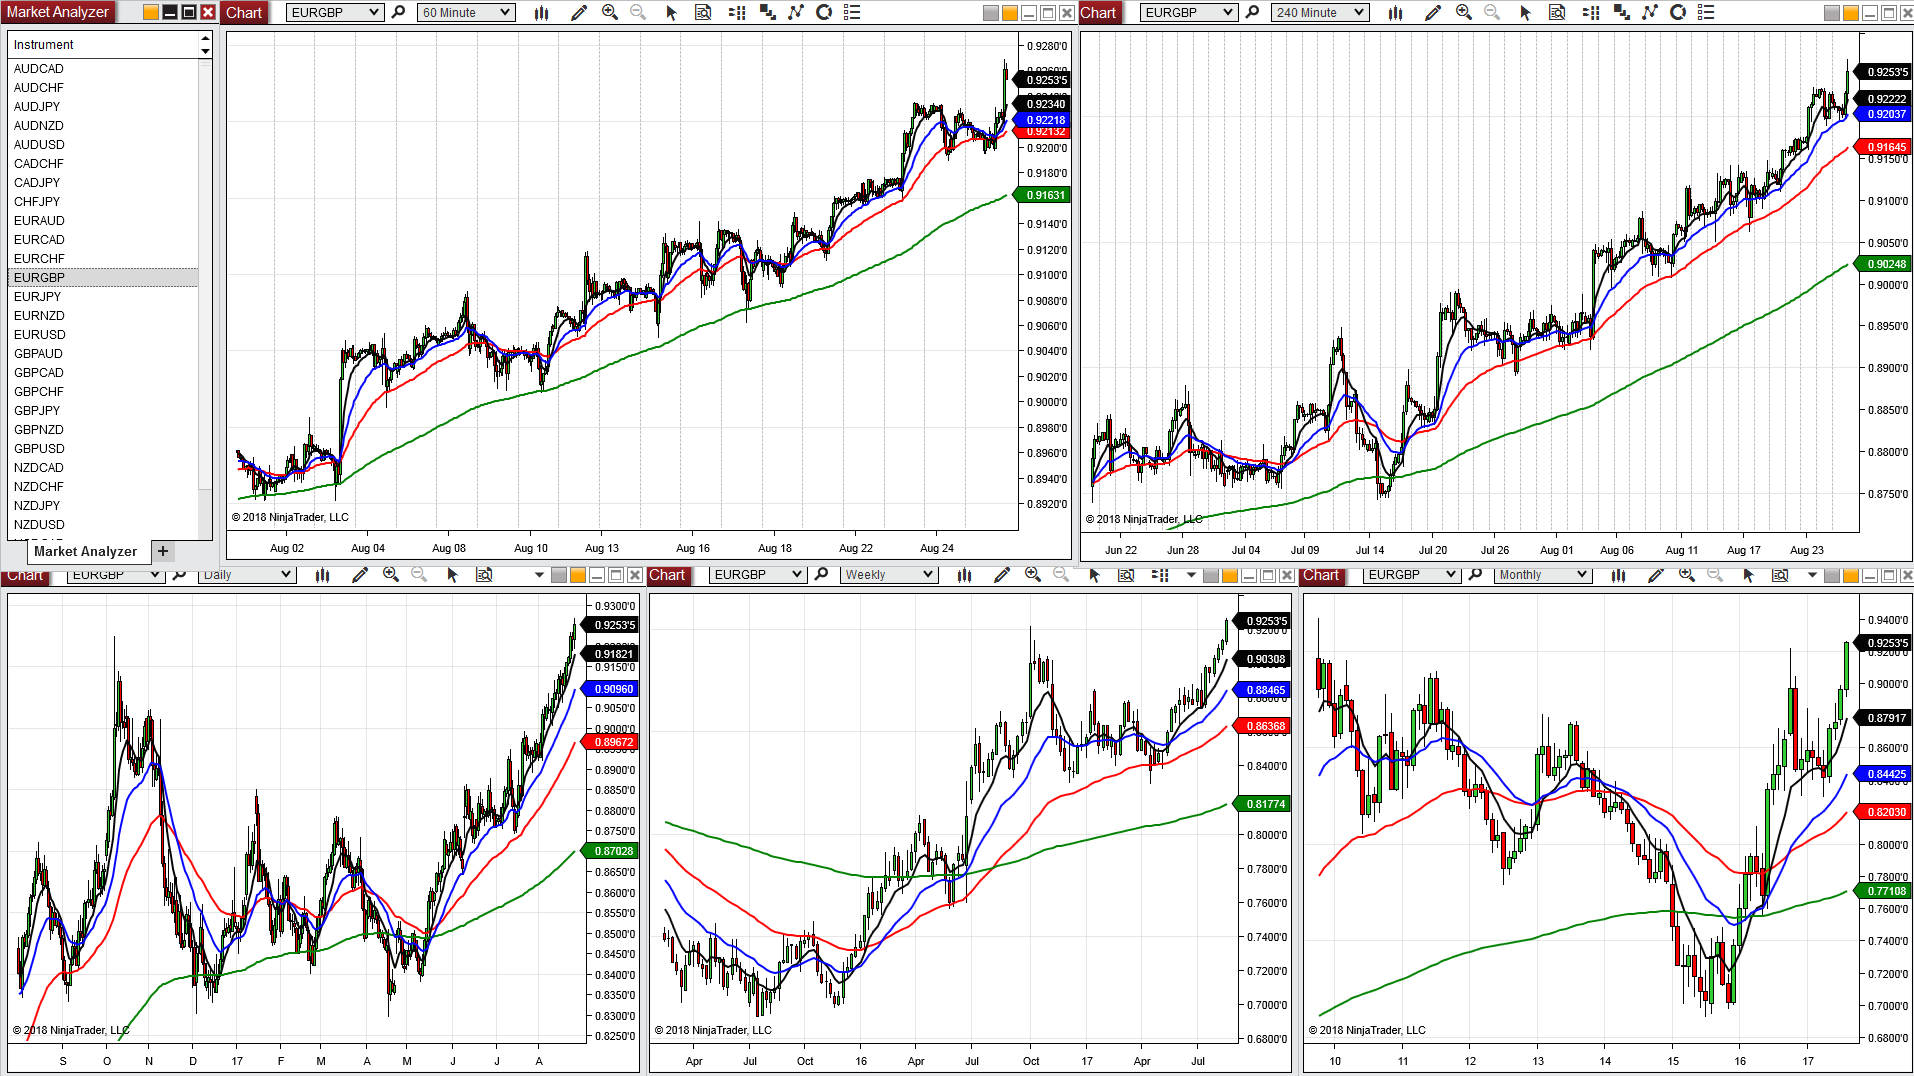 Market Analyzer
Instrument
AUDCAD
AUDCHF
AUDJPY
AUDNZD
AUDUSD
CADCHF
CADJPY
CHFJPY
EURAUD
EURCAD
EURCHF
EURGBP
EURJPY
EURNZD
EURUSD
GBPAUD
GBPCAD
GBPCHF
GBPJPY
GBPNZD
GBPUSD
NZDCAD
NZDCHF
NZDJPY
NZDUSD
Market Analyzer +
Chart EURGBP 60 Minute
0.9280'0
0.9253'5
0.92340
0.92218
0.92132
0.9200'0
0.9180'0
0.91631
0.9140'0
0.9120'0
0.9100'0
0.9080'0
0.9060'0
0.9040'0
0.9020'0
0.9000'0
0.8980'0
0.8960'0
0.8940'0
0.8920'0
© 2018 NinjaTrader, LLC
Aug 02 Aug 04 Aug 08 Aug 10 Aug 13 Aug 16 Aug 18 Aug 22 Aug 24
Chart EURGBP 240 Minute
0.9253'5
0.92222
0.92037
0.91645
0.9150'0
0.9100'0
0.9050'0
0.90248
0.9000'0
0.8950'0
0.8900'0
0.8850'0
0.8800'0
0.8750'0
© 2018 NinjaTrader, LLC
Jun 22 Jun 28 Jul 04 Jul 09 Jul 14 Jul 20 Jul 26 Aug 01 Aug 06 Aug 11 Aug 17 Aug 23
Chart EURGBP Daily
0.9300'0
0.9253'5
0.91821
0.9150'0
0.90960
0.9050'0
0.9000'0
0.89672
0.8900'0
0.8880'0
0.8750'0
0.87028
0.8650'0
0.8600'0
0.8550'0
0.8500'0
0.8450'0
0.8400'0
0.8350'0
0.8300'0
0.8250'0
© 2018 NinjaTrader, LLC
S O N D 17 F M A M J J A
Chart EURGBP Weekly
0.9253'5
0.9200'0
0.90308
0.88465
0.86368
0.8400'0
0.81774
0.8000'0
0.7800'0
0.7600'0
0.7400'0
0.7200'0
0.7000'0
0.6800'0
© 2018 NinjaTrader, LLC
Apr Jul Oct 16 Apr Jul Oct 17 Apr Jul
Chart EURGBP Monthly
0.9400'0
0.9253'5
0.9200'0
0.9000'0
0.87917
0.8600'0
0.84425
0.82030
0.8000'0
0.7800'0
0.77108
0.7600'0
0.7400'0
0.7200'0
0.7000'0
0.6800'0
© 2018 NinjaTrader, LLC
10 11 12 13 14 15 16 17